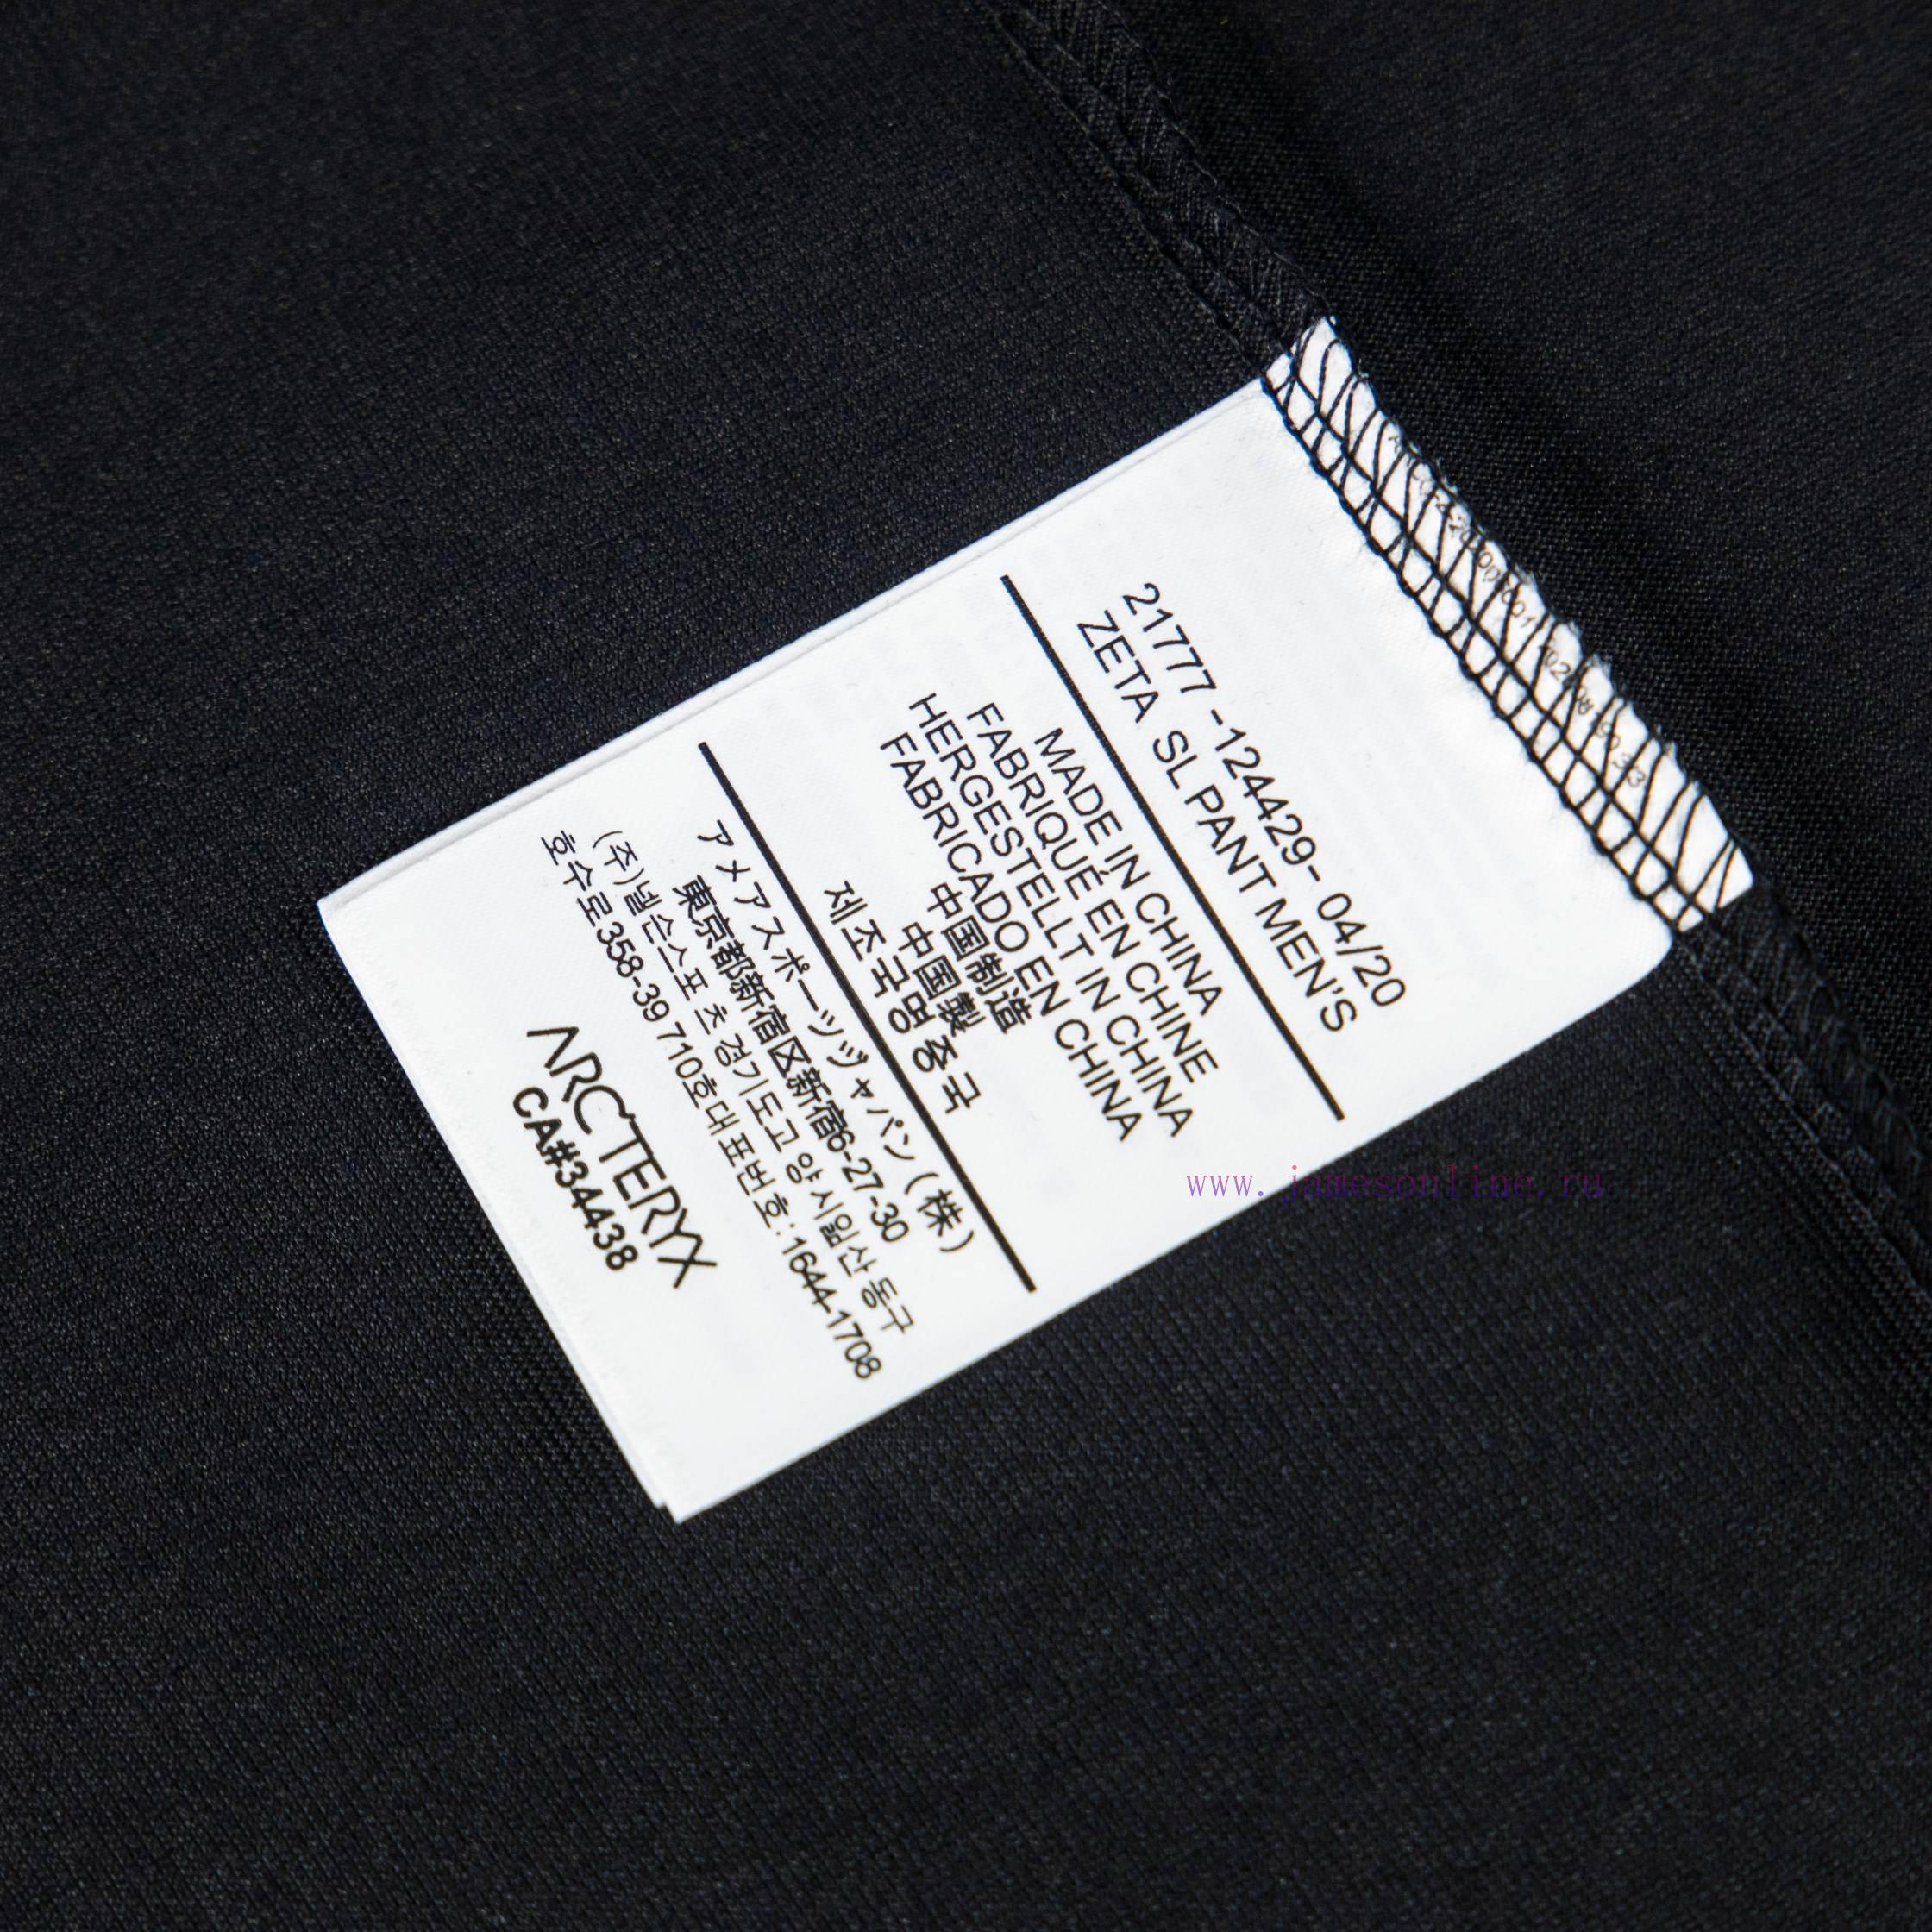 21777 -124429- 04/20
ZETA SL PANT MEN'S
MADE IN CHINA
FABRIQUÉ EN CHINE
HERGESTELLT IN CHINA
FABRICADO EN CHINA
中国制造
中国製
제조국명중국
アメアスポーツジャパン(株)
東京都新宿区新宿6-27-30
(주)넬슨스포츠 경기도고양시일산동구
호수로358-39 710호대표번호:1644-1708
ARC'TERYX
CA#34438
www.jamesouline.ru